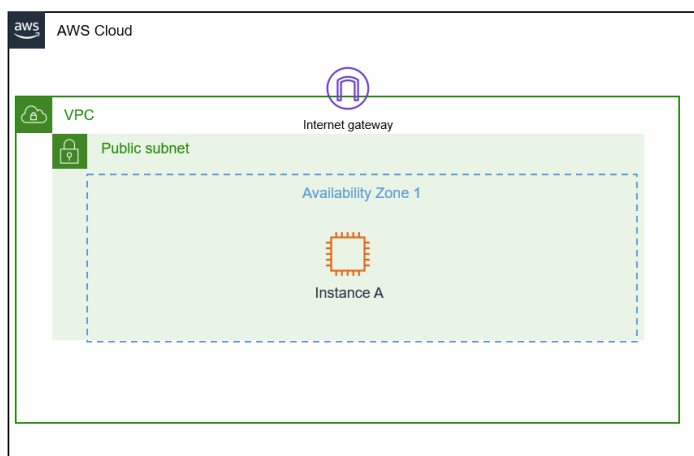 aws
AWS Cloud
Internet gateway
VPC
Public subnet
Availability Zone 1
Instance A